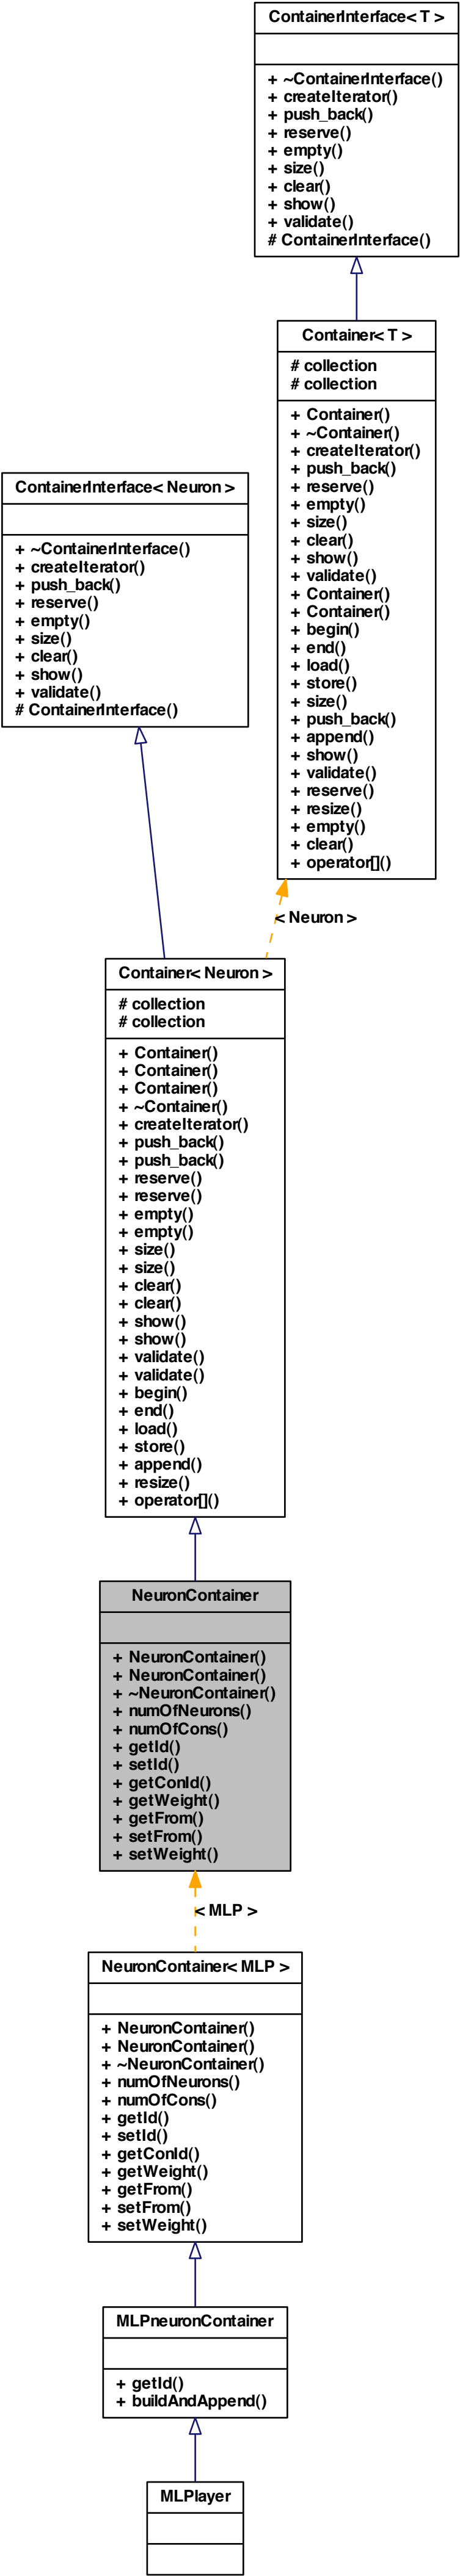 ContainerInterface< T >
+ ~ContainerInterface()
+ createIterator()
+ push_back()
+ reserve()
+ empty()
+ size()
+ clear()
+ show()
+ validate()
# ContainerInterface()
Container< T >
# collection
# collection
+ Container()
+ ~Container()
+ createIterator()
+ push_back()
+ reserve()
+ empty()
+ size()
+ clear()
+ show()
+ validate()
+ Container()
+ Container()
+ begin()
+ end()
+ load()
+ store()
+ size()
+ push_back()
+ append()
+ show()
+ validate()
+ reserve()
+ resize()
+ empty()
+ clear()
+ operator[]()
ContainerInterface< Neuron >
+ ~ContainerInterface()
+ createIterator()
+ push_back()
+ reserve()
+ empty()
+ size()
+ clear()
+ show()
+ validate()
# ContainerInterface()
< Neuron >
Container< Neuron >
# collection
# collection
+ Container()
+ Container()
+ Container()
+ ~Container()
+ createIterator()
+ push_back()
+ push_back()
+ reserve()
+ reserve()
+ empty()
+ empty()
+ size()
+ size()
+ clear()
+ clear()
+ show()
+ show()
+ validate()
+ validate()
+ begin()
+ end()
+ load()
+ store()
+ append()
+ resize()
+ operator[]()
NeuronContainer
+ NeuronContainer()
+ NeuronContainer()
+ ~NeuronContainer()
+ numOfNeurons()
+ numOfCons()
+ getId()
+ setId()
+ getConId()
+ getWeight()
+ getFrom()
+ setFrom()
+ setWeight()
< MLP >
NeuronContainer< MLP >
+ NeuronContainer()
+ NeuronContainer()
+ ~NeuronContainer()
+ numOfNeurons()
+ numOfCons()
+ getId()
+ setId()
+ getConId()
+ getWeight()
+ getFrom()
+ setFrom()
+ setWeight()
MLPneuronContainer
+ getId()
+ buildAndAppend()
MLPlayer